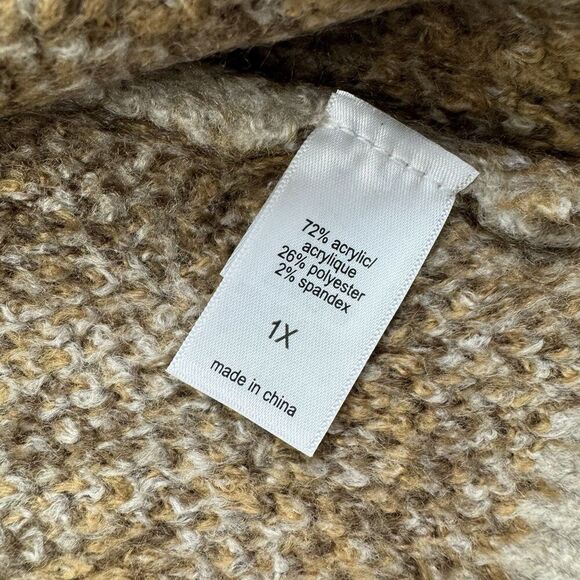 72% acrylic/
acrylique
26% polyester
2% spandex
1X
made in china